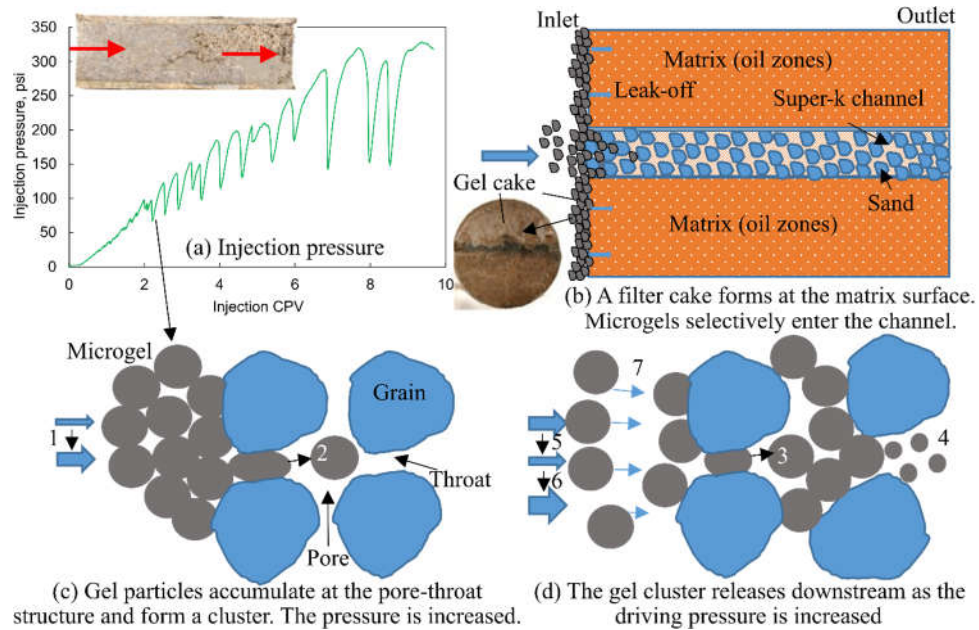 350
300
250
200
150
100
50
0
Injection pressure, psi
(a) Injection pressure
0 2 4 6 8 10
Injection CPV
Inlet
Outlet
Matrix (oil zones)
Leak-off
Super-k channel
Gel cake
Sand
Matrix (oil zones)
(b) A filter cake forms at the matrix surface.
Microgels selectively enter the channel.
Microgel
Grain
1
2
Throat
Pore
(c) Gel particles accumulate at the pore-throat
structure and form a cluster. The pressure is increased.
7
5
6
3
4
(d) The gel cluster releases downstream as the
driving pressure is increased